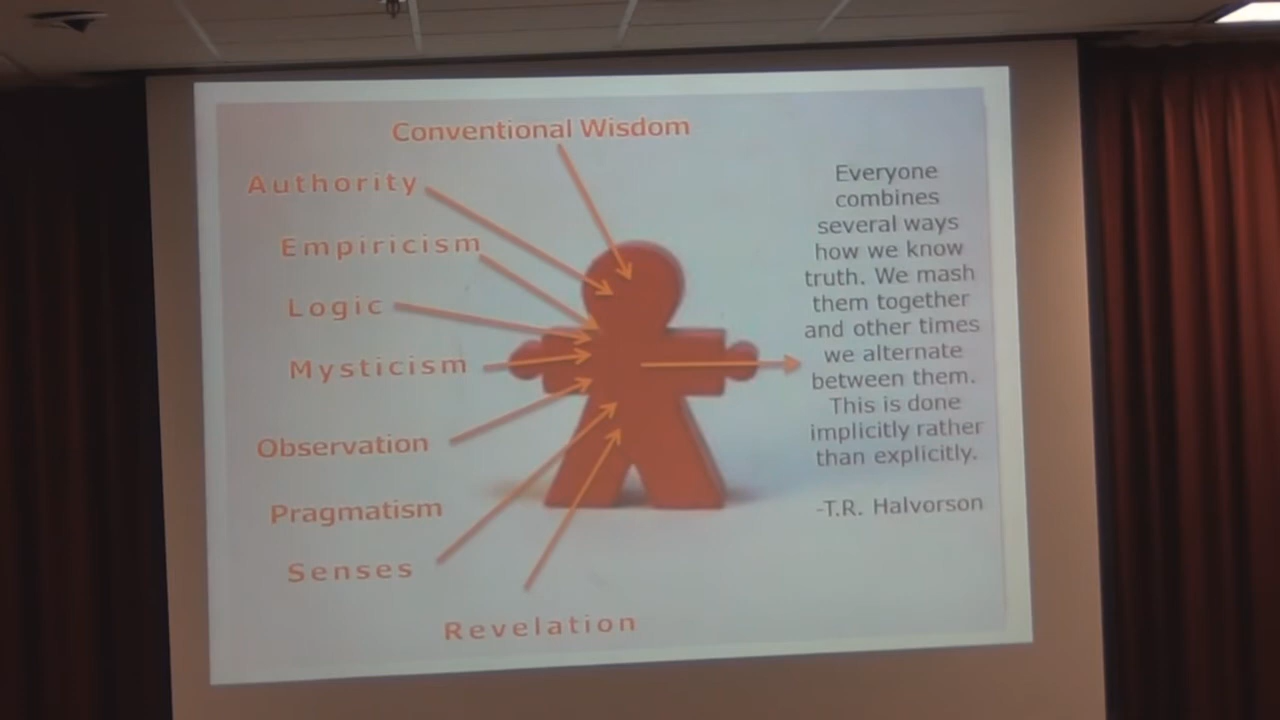 Conventional Wisdom
Authority
Empiricism
Logic
Mysticism
Observation
Pragmatism
Senses
Revelation
Everyone
combines
several ways
how we know
truth. We mash
them together
and other times
we alternate
between them.
This is done
implicitly rather
than explicitly.
-T.R. Halvorson